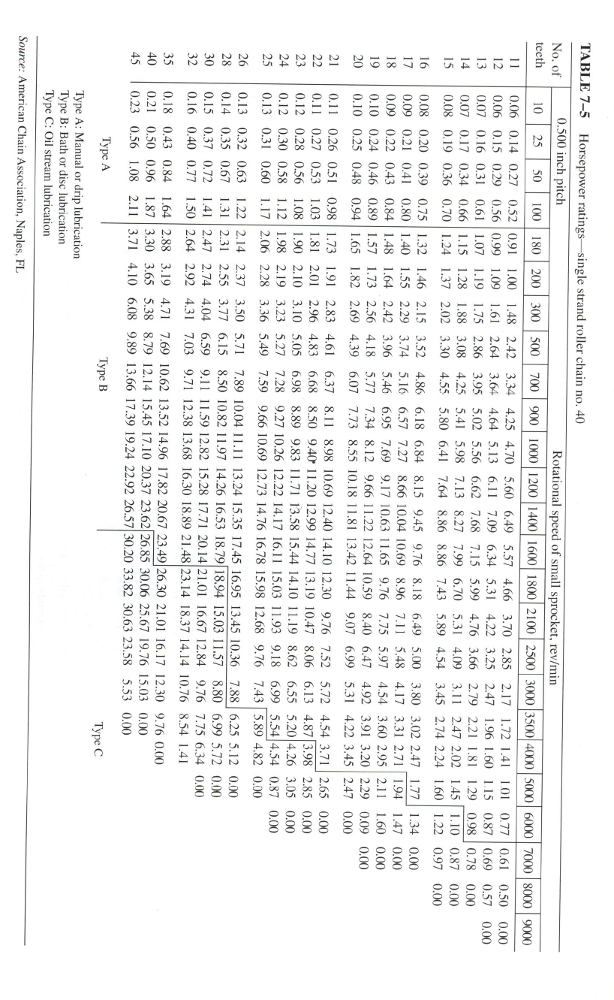 TABLE 7–5 Horsepower ratings—single strand roller chain no. 40
No. of teeth 0.500 inch pitch Rotational speed of small sprocket, rev/min
10 25 50 100 180 200 300 500 700 900 1000 1200 1400 1600 1800 2100 2500 3000 3500 4000 5000 6000 7000 8000 9000
11 0.06 0.14 0.27 0.52 0.91 1.00 1.48 2.42 3.34 4.25 4.70 5.60 6.49 5.57 4.66 3.70 2.85 2.17 1.72 1.41 1.01 0.77 0.61 0.50 0.00
12 0.06 0.15 0.29 0.56 0.99 1.09 1.61 2.64 3.64 4.64 5.13 6.11 7.09 6.34 5.31 4.22 3.25 2.47 1.96 1.60 1.15 0.87 0.69 0.57 0.00
13 0.07 0.16 0.31 0.61 1.07 1.19 1.75 2.86 3.95 5.02 5.56 6.62 7.68 7.15 5.99 4.76 3.66 2.79 2.21 1.81 1.29 0.98 0.78 0.00
14 0.07 0.17 0.34 0.66 1.15 1.28 1.88 3.08 4.25 5.41 5.98 7.13 8.27 7.99 6.70 5.31 4.09 3.11 2.47 2.02 1.45 1.10 0.87 0.00
15 0.08 0.19 0.36 0.70 1.24 1.37 2.02 3.30 4.55 5.80 6.41 7.64 8.86 8.86 7.43 5.89 4.54 3.45 2.74 2.24 1.60 1.22 0.97 0.00
16 0.08 0.20 0.39 0.75 1.32 1.46 2.15 3.52 4.86 6.18 6.84 8.15 9.45 9.76 8.18 6.49 5.00 3.80 3.02 2.47 1.77 1.34 0.00
17 0.09 0.21 0.41 0.80 1.40 1.55 2.29 3.74 5.16 6.57 7.27 8.66 10.04 10.69 8.96 7.11 5.48 4.17 3.31 2.71 1.94 1.47 0.00
18 0.09 0.22 0.43 0.84 1.48 1.64 2.42 3.96 5.46 6.95 7.69 9.17 10.63 11.65 9.76 7.75 5.97 4.54 3.60 2.95 2.11 1.60 0.00
19 0.10 0.24 0.46 0.89 1.57 1.73 2.56 4.18 5.77 7.34 8.12 9.66 11.22 12.64 10.59 8.40 6.47 4.92 3.91 3.20 2.29 0.09 0.00
20 0.10 0.25 0.48 0.94 1.65 1.82 2.69 4.39 6.07 7.73 8.55 10.18 11.81 13.42 11.44 9.07 6.99 5.31 4.22 3.45 2.47 0.00
21 0.11 0.26 0.51 0.98 1.73 1.91 2.83 4.61 6.37 8.11 8.98 10.69 12.40 14.10 12.30 9.76 7.52 5.72 4.54 3.71 2.65 0.00
22 0.11 0.27 0.53 1.03 1.81 2.01 2.96 4.83 6.68 8.50 9.40 11.20 12.99 14.77 13.19 10.47 8.06 6.13 4.87 3.98 2.85 0.00
23 0.12 0.28 0.56 1.08 1.90 2.10 3.10 5.05 6.98 8.89 9.83 11.71 13.58 15.44 14.10 11.19 8.62 6.55 5.20 4.26 3.05 0.00
24 0.12 0.30 0.58 1.12 1.98 2.19 3.23 5.27 7.28 9.27 10.26 12.22 14.17 16.11 15.03 11.93 9.18 6.99 5.54 4.54 0.87 0.00
25 0.13 0.31 0.60 1.17 2.06 2.28 3.36 5.49 7.59 9.66 10.69 12.73 14.76 16.78 15.98 12.68 9.76 7.43 5.89 4.82 0.00
26 0.13 0.32 0.63 1.22 2.14 2.37 3.50 5.71 7.89 10.04 11.11 13.24 15.35 17.45 16.95 13.45 10.36 7.88 6.25 5.12 0.00
28 0.14 0.35 0.67 1.31 2.31 2.55 3.77 6.15 8.50 10.82 11.97 14.26 16.53 18.79 18.94 15.03 11.57 8.80 6.99 5.72 0.00
30 0.15 0.37 0.72 1.41 2.47 2.74 4.04 6.59 9.11 11.59 12.82 15.28 17.71 20.14 21.01 16.67 12.84 9.76 7.75 6.34 0.00
32 0.16 0.40 0.77 1.50 2.64 2.92 4.31 7.03 9.71 12.38 13.68 16.30 18.89 21.48 23.14 18.37 14.14 10.76 8.54 1.41
35 0.18 0.43 0.84 1.64 2.88 3.19 4.71 7.69 10.62 13.52 14.96 17.82 20.67 23.49 26.30 21.01 16.17 12.30 9.76 0.00
40 0.21 0.50 0.96 1.87 3.30 3.65 5.38 8.79 12.14 15.45 17.10 20.37 23.62 26.85 30.06 25.67 19.76 15.03 0.00
45 0.23 0.56 1.08 2.11 3.71 4.10 6.08 9.89 13.66 17.39 19.24 22.92 26.57 30.20 33.82 30.63 23.58 5.53 0.00
Type A Type B Type C
Type A: Manual or drip lubrication
Type B: Bath or disc lubrication
Type C: Oil stream lubrication
Source: American Chain Association, Naples, FL